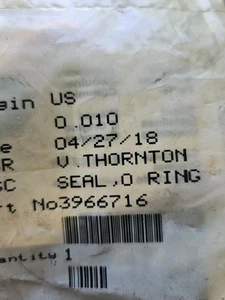 gin US
0.010
e 04/27/18
R V.THORNTON
SC SEAL,O RING
rt No3966716
antity 1